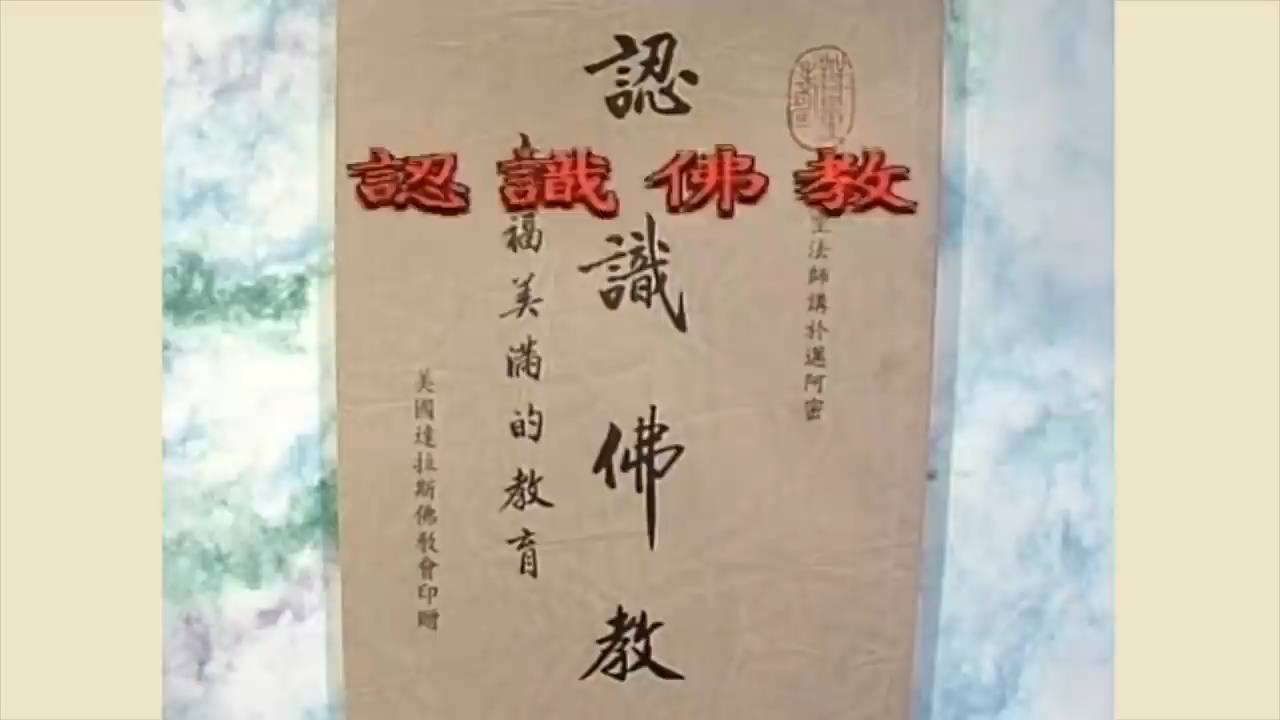 認識佛教
認識佛教
法師講於邁阿密
福美滿的教育
美國達拉斯佛教會印贈